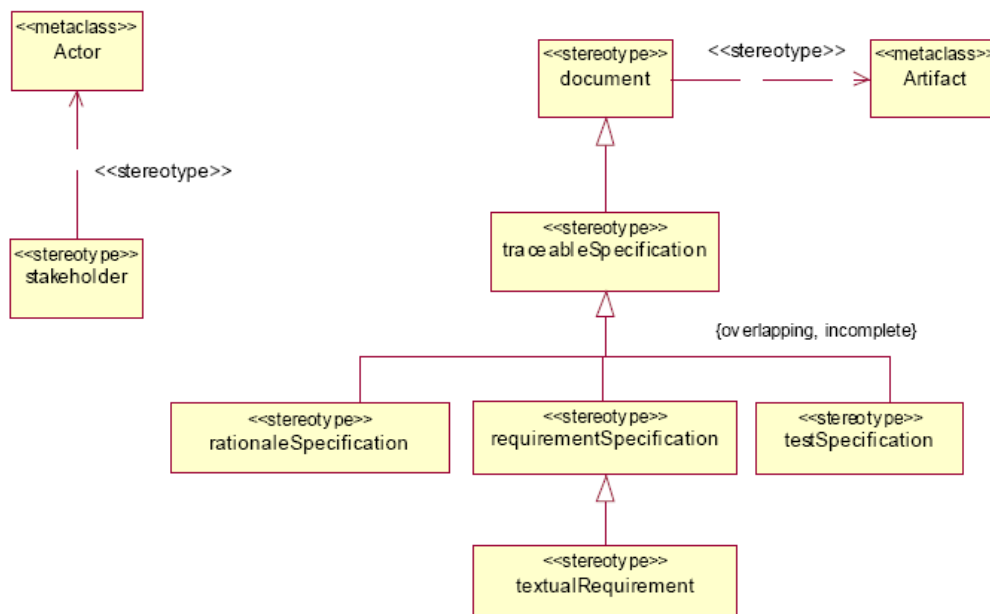 <<metaclass>>
Actor
<<stereotype>>
<<stereotype>>
stakeholder
<<stereotype>>
document
<<stereotype>>
<<metaclass>>
Artifact
<<stereotype>>
traceableSpecification
{overlapping, incomplete}
<<stereotype>>
rationaleSpecification
<<stereotype>>
requirementSpecification
<<stereotype>>
testSpecification
<<stereotype>>
textualRequirement